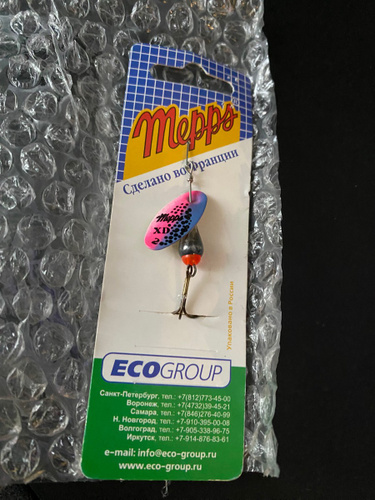 Mepps
Сделано во Франции
Mepps
XD
2
Упаковано в России
ECOGROUP
Санкт-Петербург, тел.: +7(812)773-45-00
Воронеж, тел.: +7(4732)39-45-21
Самара, тел.: +7(846)276-40-99
Н. Новгород, тел.: +7-910-395-00-08
Волгоград, тел.: +7-905-338-96-75
Иркутск, тел.: +7-914-876-83-61
e-mail: info@eco-group.ru
www.eco-group.ru